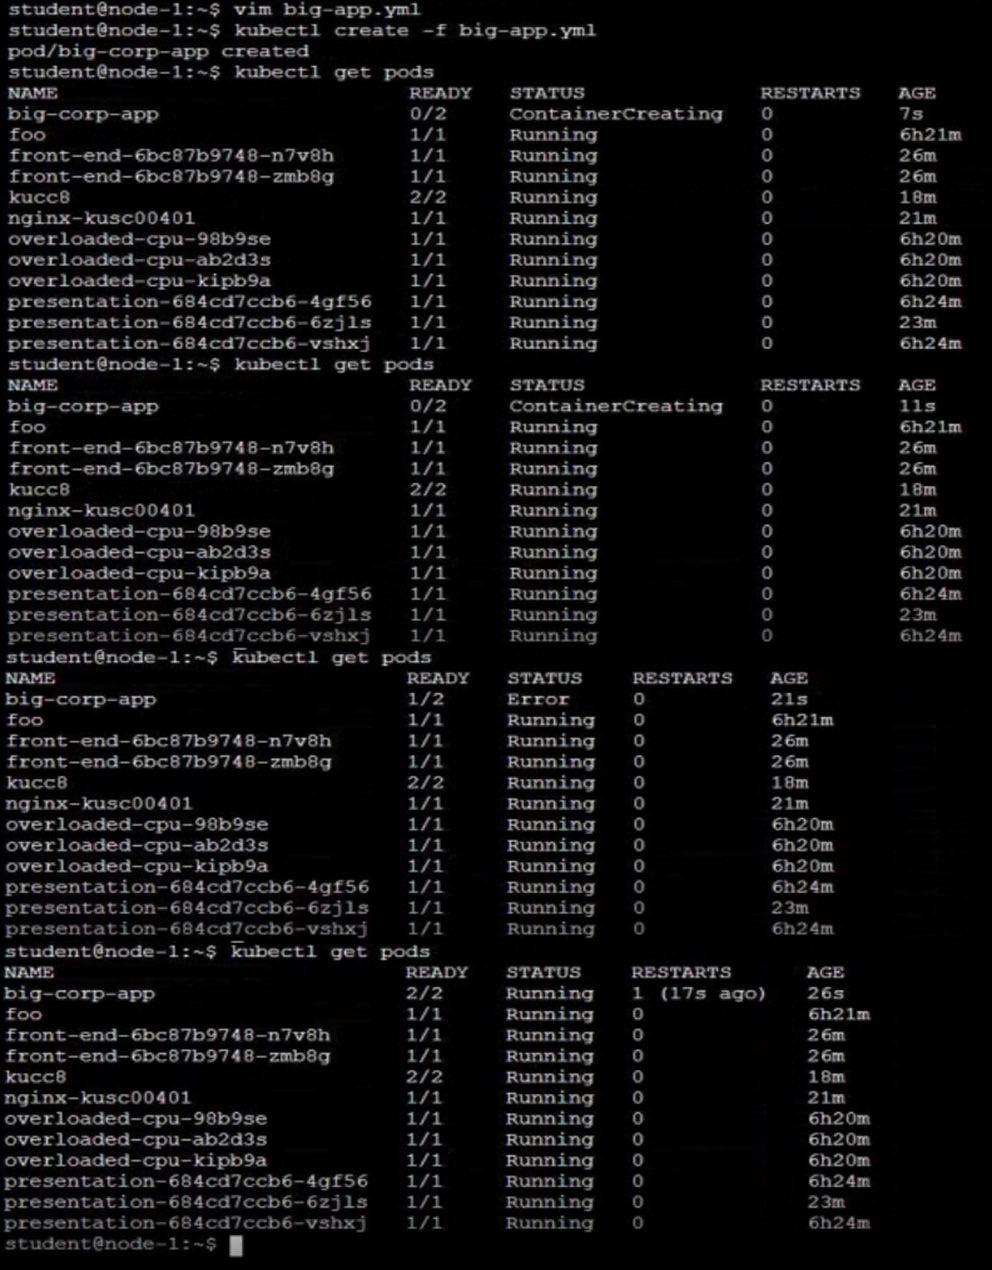 student@node-1:~$ vim big-app.yml
student@node-1:~$ kubectl create -f big-app.yml
pod/big-corp-app created
student@node-1:~$ kubectl get pods
NAME READY STATUS RESTARTS AGE
big-corp-app 0/2 ContainerCreating 0 7s
foo 1/1 Running 0 6h21m
front-end-6bc87b9748-n7v8h 1/1 Running 0 26m
front-end-6bc87b9748-zmb8g 1/1 Running 0 26m
kucc8 2/2 Running 0 18m
nginx-kusc00401 1/1 Running 0 21m
overloaded-cpu-98b9se 1/1 Running 0 6h20m
overloaded-cpu-ab2d3s 1/1 Running 0 6h20m
overloaded-cpu-kipb9a 1/1 Running 0 6h20m
presentation-684cd7ccb6-4gf56 1/1 Running 0 6h24m
presentation-684cd7ccb6-6zjls 1/1 Running 0 23m
presentation-684cd7ccb6-vshxj 1/1 Running 0 6h24m
student@node-1:~$ kubectl get pods
NAME READY STATUS RESTARTS AGE
big-corp-app 0/2 ContainerCreating 0 11s
foo 1/1 Running 0 6h21m
front-end-6bc87b9748-n7v8h 1/1 Running 0 26m
front-end-6bc87b9748-zmb8g 1/1 Running 0 26m
kucc8 2/2 Running 0 18m
nginx-kusc00401 1/1 Running 0 21m
overloaded-cpu-98b9se 1/1 Running 0 6h20m
overloaded-cpu-ab2d3s 1/1 Running 0 6h20m
overloaded-cpu-kipb9a 1/1 Running 0 6h20m
presentation-684cd7ccb6-4gf56 1/1 Running 0 6h24m
presentation-684cd7ccb6-6zjls 1/1 Running 0 23m
presentation-684cd7ccb6-vshxj 1/1 Running 0 6h24m
student@node-1:~$ kubectl get pods
NAME READY STATUS RESTARTS AGE
big-corp-app 1/2 Error 0 21s
foo 1/1 Running 0 6h21m
front-end-6bc87b9748-n7v8h 1/1 Running 0 26m
front-end-6bc87b9748-zmb8g 1/1 Running 0 26m
kucc8 2/2 Running 0 18m
nginx-kusc00401 1/1 Running 0 21m
overloaded-cpu-98b9se 1/1 Running 0 6h20m
overloaded-cpu-ab2d3s 1/1 Running 0 6h20m
overloaded-cpu-kipb9a 1/1 Running 0 6h20m
presentation-684cd7ccb6-4gf56 1/1 Running 0 6h24m
presentation-684cd7ccb6-6zjls 1/1 Running 0 23m
presentation-684cd7ccb6-vshxj 1/1 Running 0 6h24m
student@node-1:~$ kubectl get pods
NAME READY STATUS RESTARTS AGE
big-corp-app 2/2 Running 1 (17s ago) 26s
foo 1/1 Running 0 6h21m
front-end-6bc87b9748-n7v8h 1/1 Running 0 26m
front-end-6bc87b9748-zmb8g 1/1 Running 0 26m
kucc8 2/2 Running 0 18m
nginx-kusc00401 1/1 Running 0 21m
overloaded-cpu-98b9se 1/1 Running 0 6h20m
overloaded-cpu-ab2d3s 1/1 Running 0 6h20m
overloaded-cpu-kipb9a 1/1 Running 0 6h20m
presentation-684cd7ccb6-4gf56 1/1 Running 0 6h24m
presentation-684cd7ccb6-6zjls 1/1 Running 0 23m
presentation-684cd7ccb6-vshxj 1/1 Running 0 6h24m
student@node-1:~$